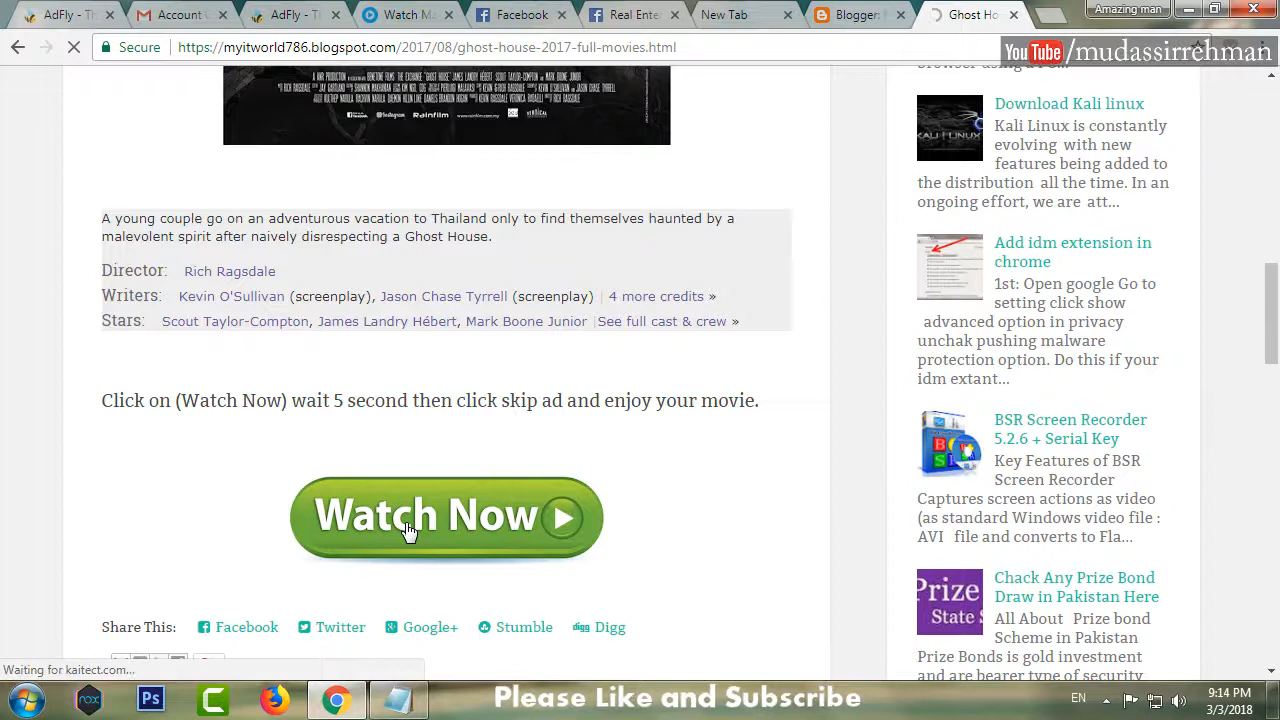 AdFly - Ti
Account
AdFly - Ti
Watch Ma
Facebook
Real Ente
New Tab
Blogger:
Ghost Ho
Amazing man
Secure
https://myitworld786.blogspot.com/2017/08/ghost-house-2017-full-movies.html
YouTube/mudassirrehman
Rainfilm
A young couple go on an adventurous vacation to Thailand only to find themselves haunted by a
malevolent spirit after naively disrespecting a Ghost House.
Director: Rich Ragsdale
Writers: Kevin O'Sullivan (screenplay), Jason Chase Tyrrell (screenplay) | 4 more credits »
Stars: Scout Taylor-Compton, James Landry Hébert, Mark Boone Junior |See full cast & crew »
Click on (Watch Now) wait 5 second then click skip ad and enjoy your movie.
Watch Now
Share This: Facebook Twitter Google+ Stumble Digg
Download Kali linux
Kali Linux is constantly
evolving with new
features being added to
the distribution all the time. In an
ongoing effort, we are att...
Add idm extension in
chrome
1st: Open google Go to
setting click show
advanced option in privacy
unchak pushing malware
protection option. Do this if your
idm extant...
BSR Screen Recorder
5.2.6 + Serial Key
Key Features of BSR
Screen Recorder
Captures screen actions as video
(as standard Windows video file :
AVI file and converts to Fla...
Prize
State
Chack Any Prize Bond
Draw in Pakistan Here
All About Prize bond
Scheme in Pakistan
Prize Bonds is gold investment
and are bearer type of security
Waiting for kaitect.com...
Please Like and Subscribe
EN
9:14 PM
3/3/2018